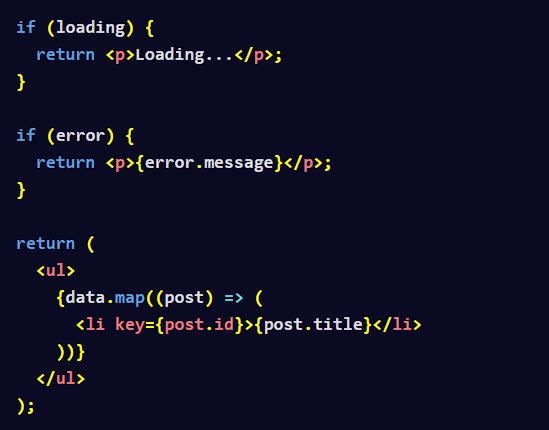 if (loading) {
  return <p>Loading...</p>;
}

if (error) {
  return <p>{error.message}</p>;
}

return (
  <ul>
    {data.map((post) => (
      <li key={post.id}>{post.title}</li>
    ))}
  </ul>
);